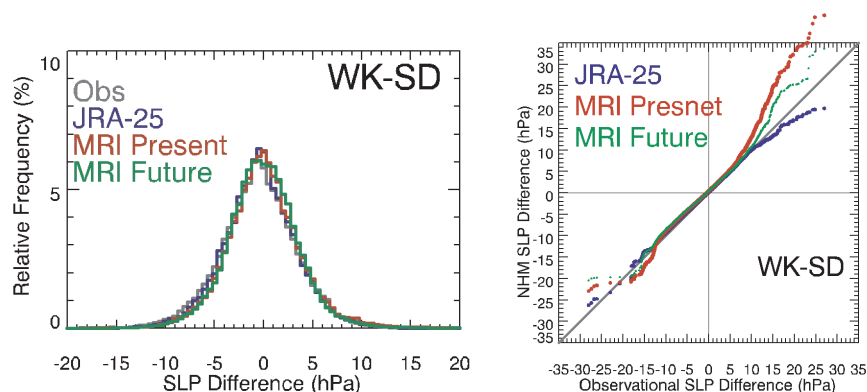 10
5
0
Relative Frequency (%)
WK-SD
Obs
JRA-25
MRI Present
MRI Future
-20 -15 -10 -5 0 5 10 15 20
SLP Difference (hPa)
35
30
25
20
15
10
5
0
-5
-10
-15
-20
-25
-30
-35
NHM SLP Difference (hPa)
JRA-25
MRI Presnet
MRI Future
WK-SD
-35-30-25-20-15-10 -5 0 5 10 15 20 25 30 35
Observational SLP Difference (hPa)